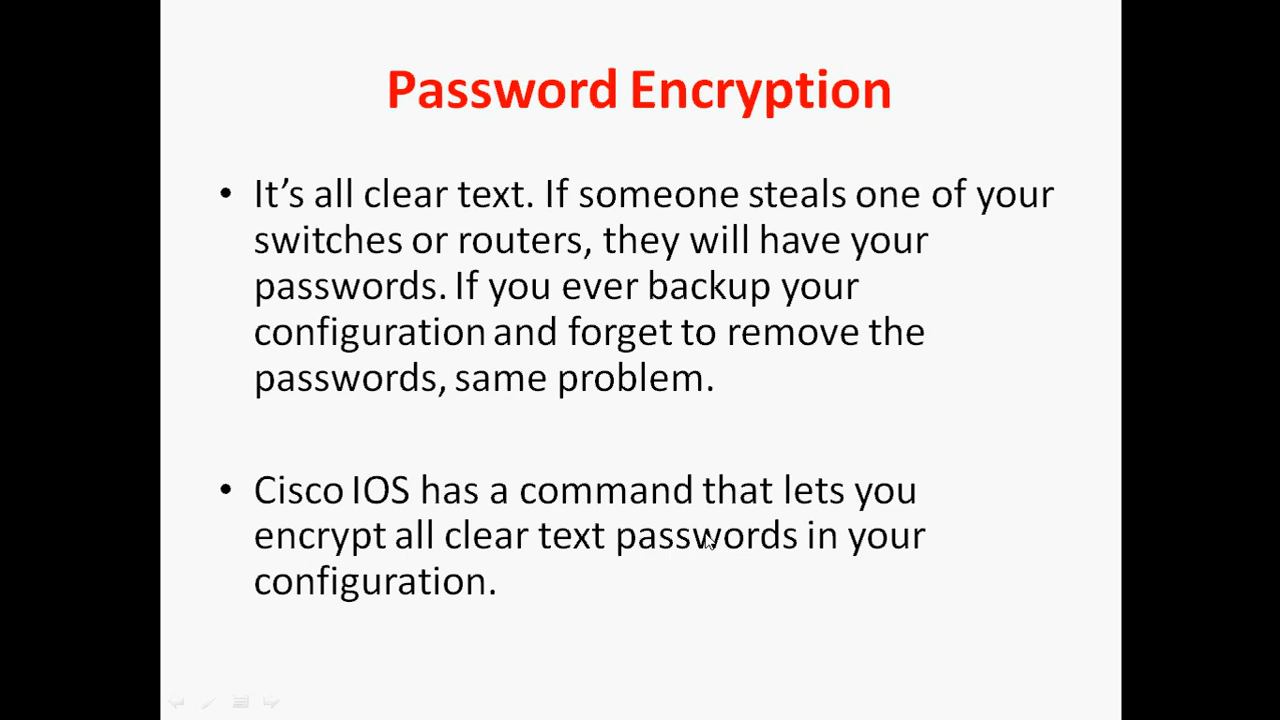 Password Encryption
• It’s all clear text. If someone steals one of your
switches or routers, they will have your
passwords. If you ever backup your
configuration and forget to remove the
passwords, same problem.
• Cisco IOS has a command that lets you
encrypt all clear text passwords in your
configuration.